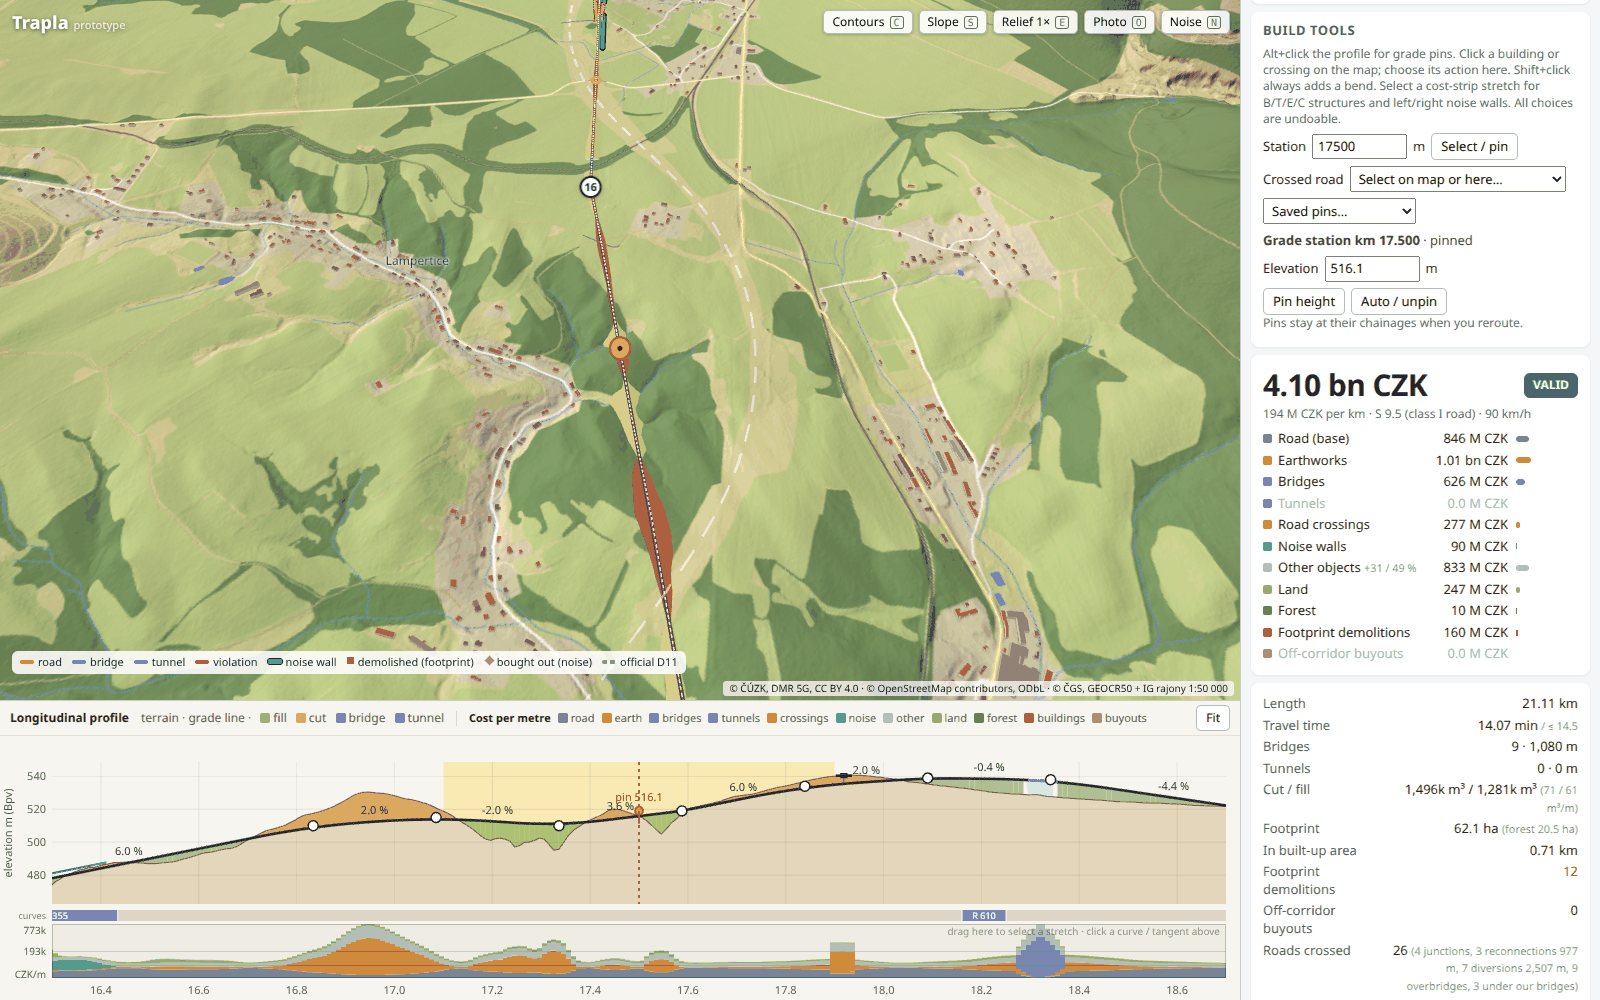 Trapla prototype
Contours C
Slope S
Relief 1× E
Photo O
Noise N
16
Lampertice
road
bridge
tunnel
violation
noise wall
demolished (footprint)
bought out (noise)
official D11
© ČÚZK, DMR 5G, CC BY 4.0 · © OpenStreetMap contributors, ODbL · © ČGS, GEOCR50 + IG rajony 1:50 000
Longitudinal profile terrain · grade line · fill cut bridge tunnel
Cost per metre road earth bridges tunnels crossings noise other land forest buildings buyouts
Fit
elevation m (Bpv)
540
520
500
480
6.0 %
2.0 %
-2.0 %
3.6 %
pin 516.1
6.0 %
2.0 %
-0.4 %
-4.4 %
curves
355
R 610
773k
193k
CZK/m
drag here to select a stretch · click a curve / tangent above
16.4 16.6 16.8 17.0 17.2 17.4 17.6 17.8 18.0 18.2 18.4 18.6
BUILD TOOLS
Alt+click the profile for grade pins. Click a building or
crossing on the map; choose its action here. Shift+click
always adds a bend. Select a cost-strip stretch for
B/T/E/C structures and left/right noise walls. All choices
are undoable.
Station 17500 m Select / pin
Crossed road Select on map or here...
Saved pins...
Grade station km 17.500 · pinned
Elevation 516.1 m
Pin height Auto / unpin
Pins stay at their chainages when you reroute.
4.10 bn CZK VALID
194 M CZK per km · S 9.5 (class I road) · 90 km/h
Road (base) 846 M CZK
Earthworks 1.01 bn CZK
Bridges 626 M CZK
Tunnels 0.0 M CZK
Road crossings 277 M CZK
Noise walls 90 M CZK
Other objects +31 / 49 % 833 M CZK
Land 247 M CZK
Forest 10 M CZK
Footprint demolitions 160 M CZK
Off-corridor buyouts 0.0 M CZK
Length 21.11 km
Travel time 14.07 min / ≤ 14.5
Bridges 9 · 1,080 m
Tunnels 0 · 0 m
Cut / fill 1,496k m³ / 1,281k m³ (71 / 61
m³/m)
Footprint 62.1 ha (forest 20.5 ha)
In built-up area 0.71 km
Footprint 12
demolitions
Off-corridor 0
buyouts
Roads crossed 26 (4 junctions, 3 reconnections 977
m, 7 diversions 2,507 m, 9
overbridges, 3 under our bridges)